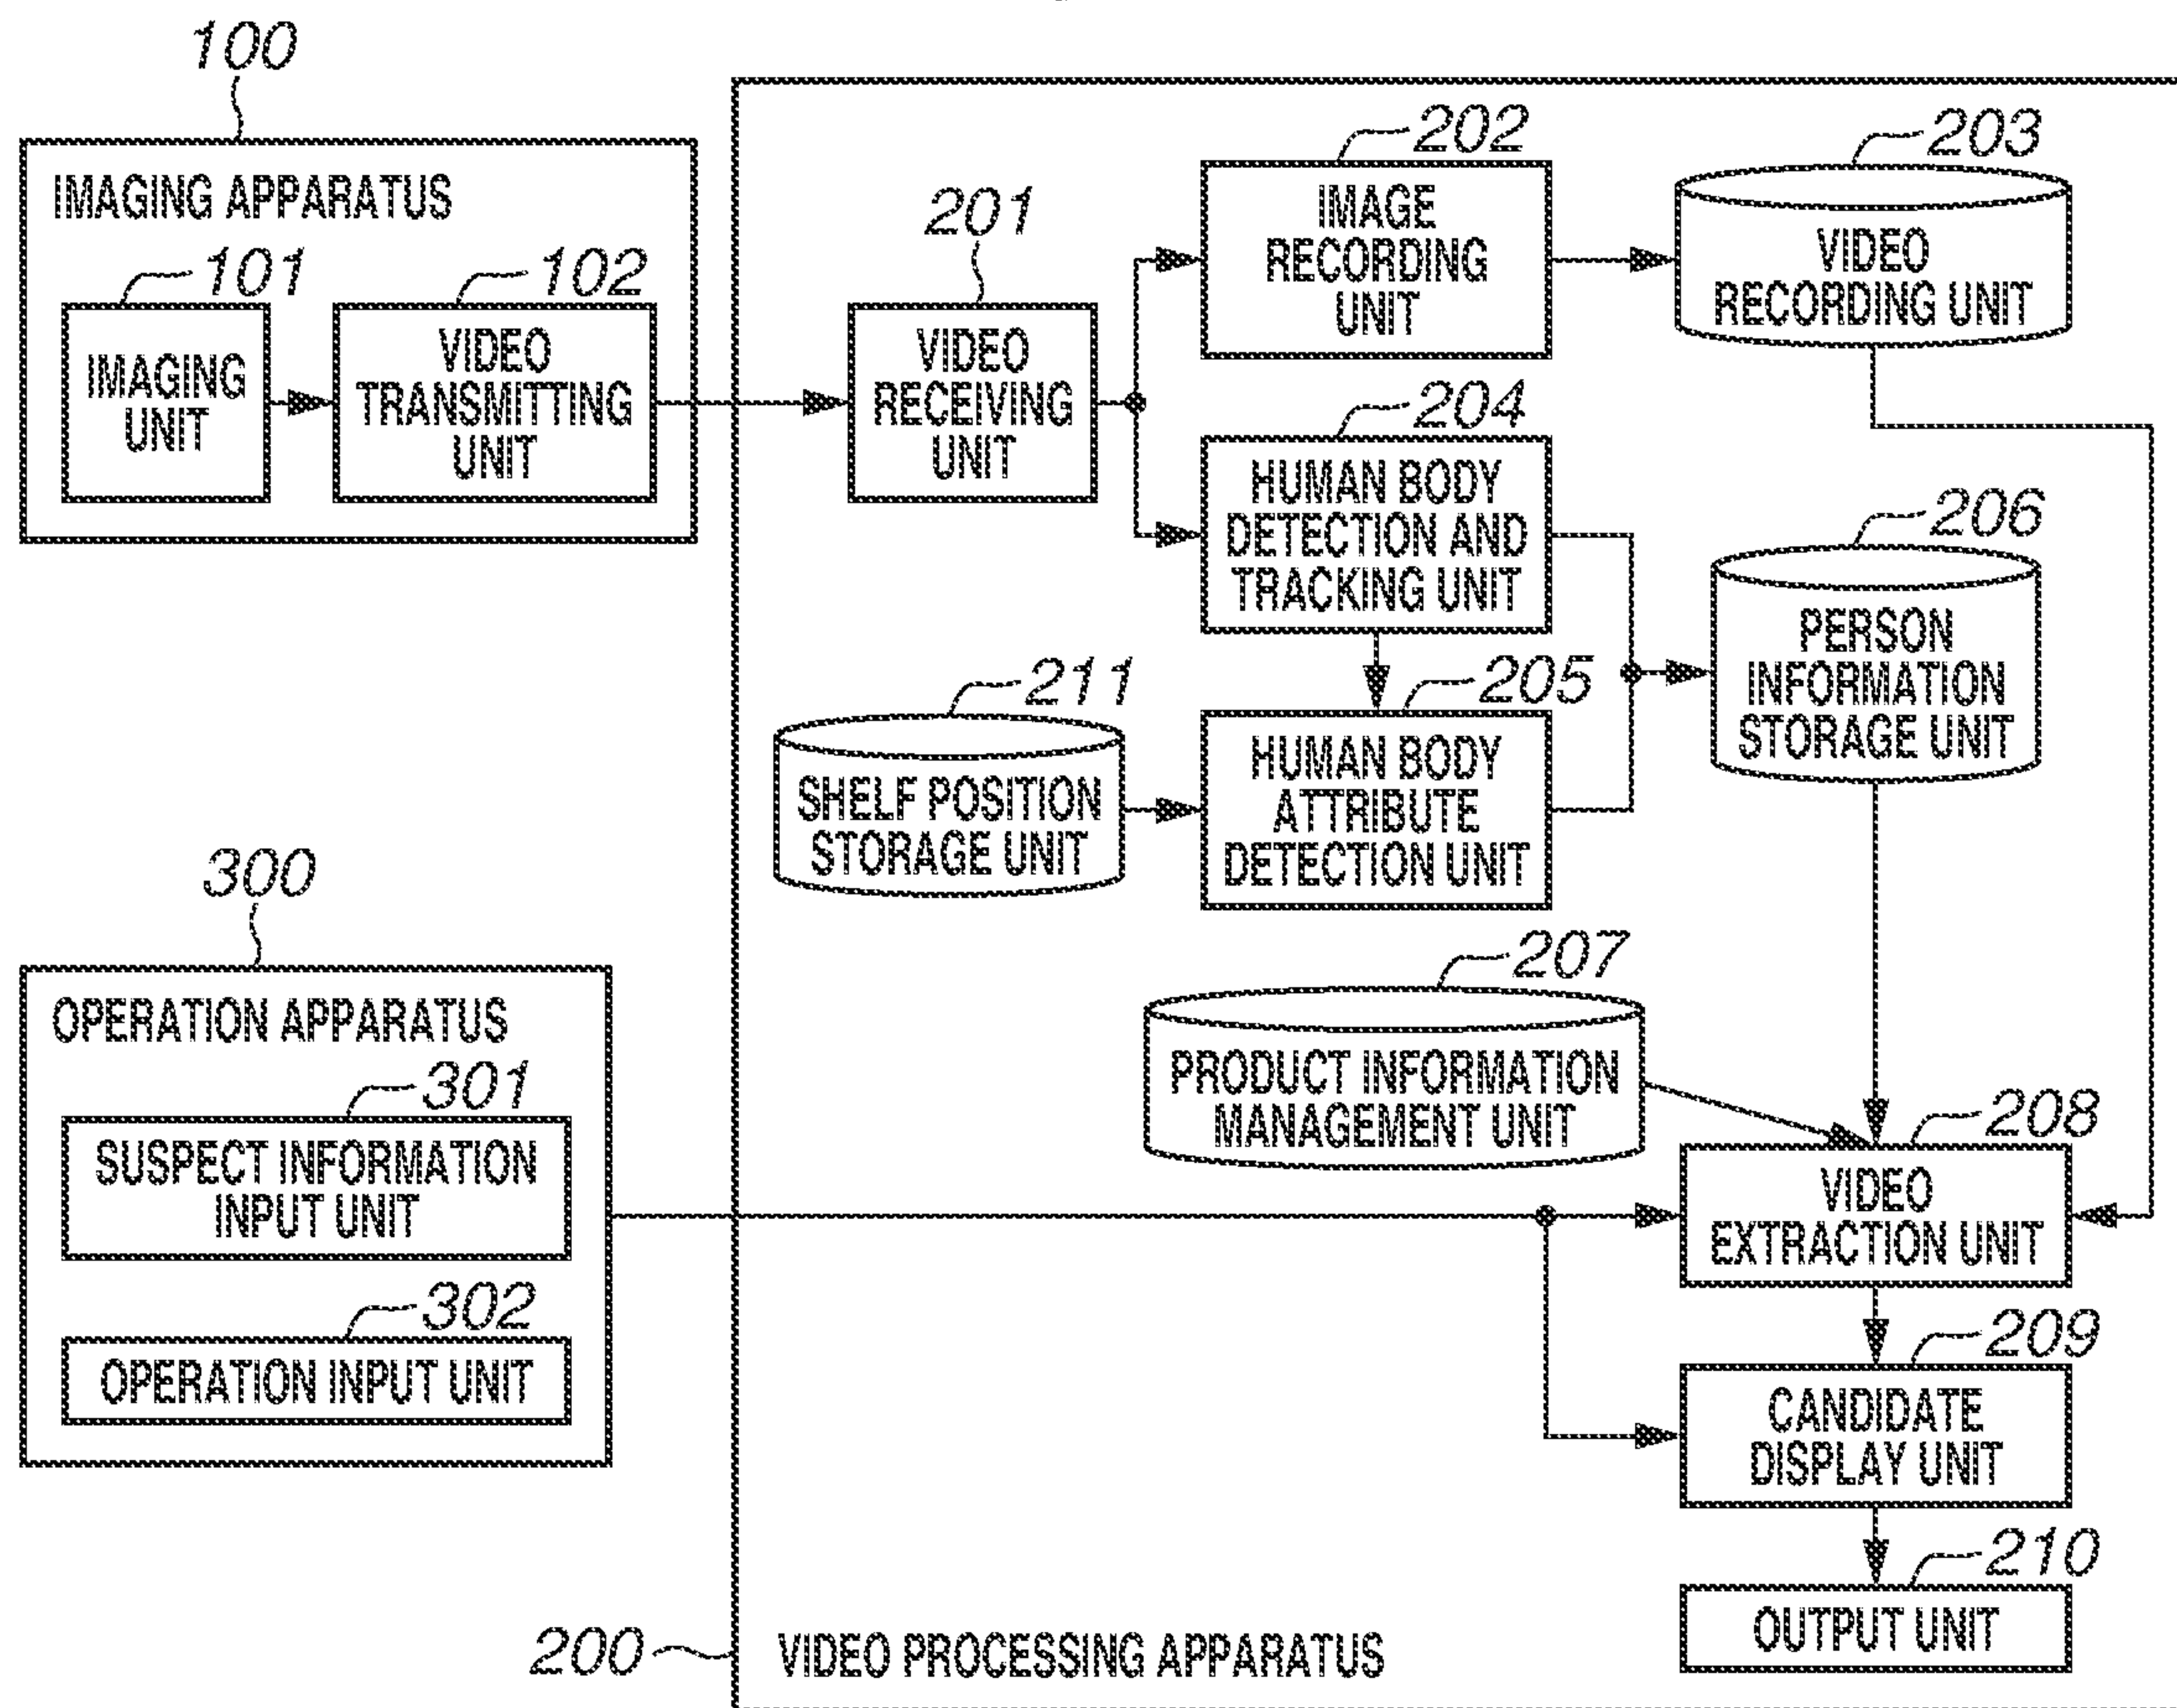 100
IMAGING APPARATUS
101
IMAGING
UNIT
102
VIDEO
TRANSMITTING
UNIT
201
VIDEO
RECEIVING
UNIT
202
IMAGE
RECORDING
UNIT
203
VIDEO
RECORDING UNIT
204
HUMAN BODY
DETECTION AND
TRACKING UNIT
206
PERSON
INFORMATION
STORAGE UNIT
211
SHELF POSITION
STORAGE UNIT
205
HUMAN BODY
ATTRIBUTE
DETECTION UNIT
300
OPERATION APPARATUS
301
SUSPECT INFORMATION
INPUT UNIT
302
OPERATION INPUT UNIT
207
PRODUCT INFORMATION
MANAGEMENT UNIT
208
VIDEO
EXTRACTION UNIT
209
CANDIDATE
DISPLAY UNIT
210
OUTPUT UNIT
200
VIDEO PROCESSING APPARATUS